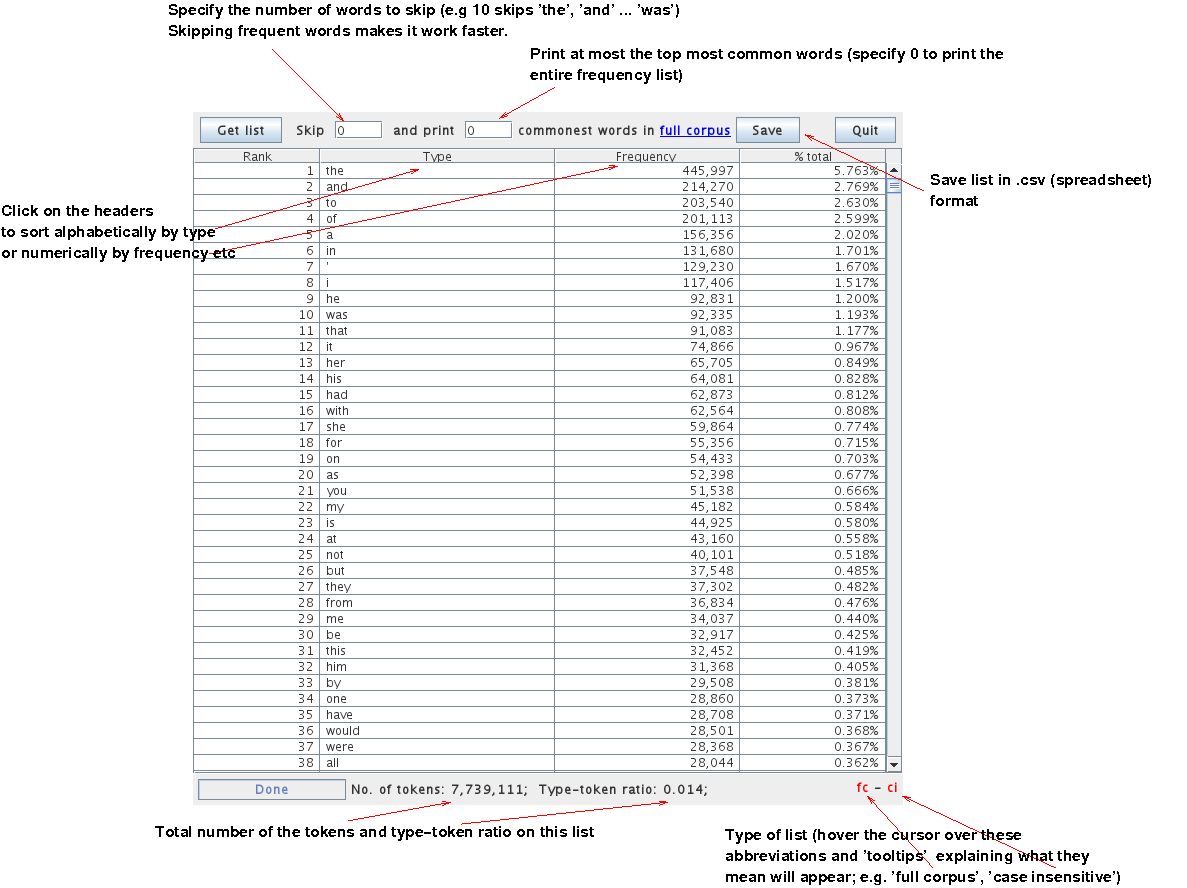 Specify the number of words to skip (e.g 10 skips 'the', 'and' ... 'was')
Skipping frequent words makes it work faster.
Print at most the top most common words (specify 0 to print the
entire frequency list)
Get list Skip 0 and print 0 commonest words in full corpus Save Quit
Rank Type Frequency % total
1 the 445,997 5.763%
2 and 214,270 2.769%
3 to 203,540 2.630%
4 of 201,113 2.599%
5 a 156,356 2.020%
6 in 131,680 1.701%
7 ' 129,230 1.670%
8 i 117,406 1.517%
9 he 92,831 1.200%
10 was 92,335 1.193%
11 that 91,083 1.177%
12 it 74,866 0.967%
13 her 65,705 0.849%
14 his 64,081 0.828%
15 had 62,873 0.812%
16 with 62,564 0.808%
17 she 59,864 0.774%
18 for 55,356 0.715%
19 on 54,433 0.703%
20 as 52,398 0.677%
21 you 51,538 0.666%
22 my 45,182 0.584%
23 is 44,925 0.580%
24 at 43,160 0.558%
25 not 40,101 0.518%
26 but 37,548 0.485%
27 they 37,302 0.482%
28 from 36,834 0.476%
29 me 34,037 0.440%
30 be 32,917 0.425%
31 this 32,452 0.419%
32 him 31,368 0.405%
33 by 29,508 0.381%
34 one 28,860 0.373%
35 have 28,708 0.371%
36 would 28,501 0.368%
37 were 28,368 0.367%
38 all 28,044 0.362%
Click on the headers
to sort alphabetically by type
or numerically by frequency etc
Save list in .csv (spreadsheet)
format
Done No. of tokens: 7,739,111; Type-token ratio: 0.014; fc - ci
Total number of the tokens and type-token ratio on this list
Type of list (hover the cursor over these
abbreviations and 'tooltips' explaining what they
mean will appear; e.g. 'full corpus', 'case insensitive')